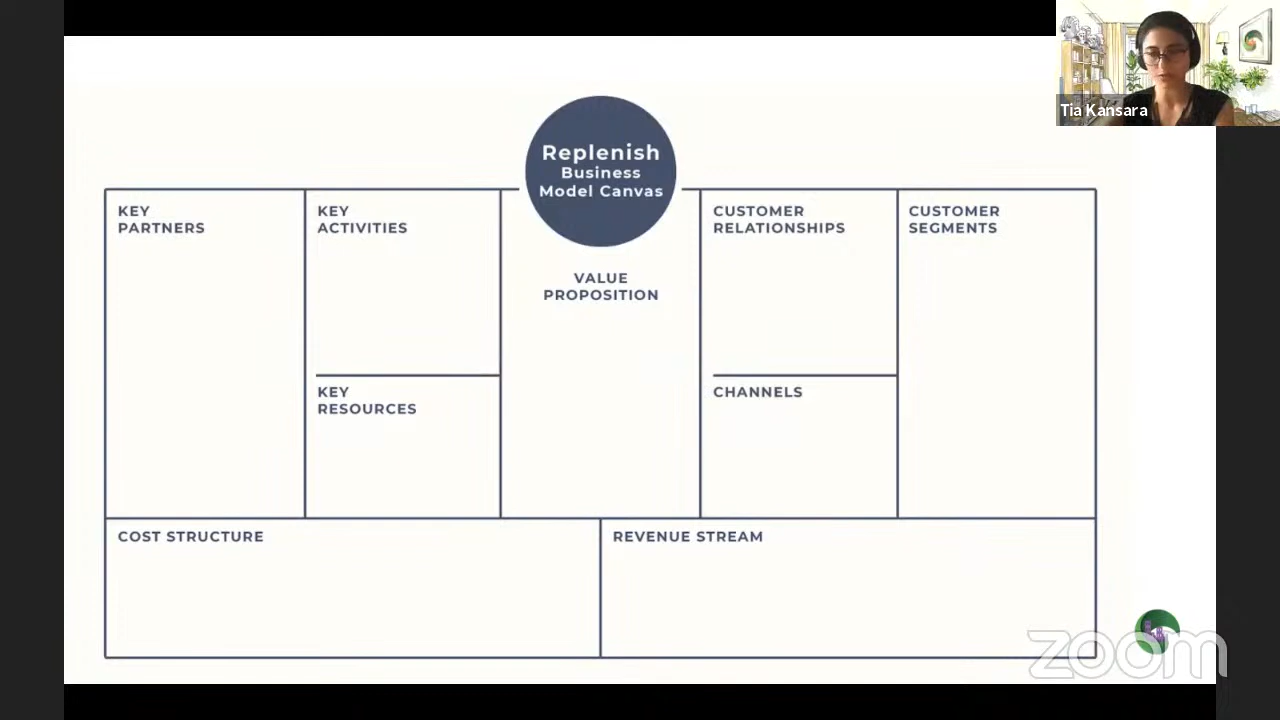 Tia Kansara
Replenish
Business
Model Canvas
KEY
PARTNERS
KEY
ACTIVITIES
KEY
RESOURCES
VALUE
PROPOSITION
CUSTOMER
RELATIONSHIPS
CHANNELS
CUSTOMER
SEGMENTS
COST STRUCTURE
REVENUE STREAM
zoom